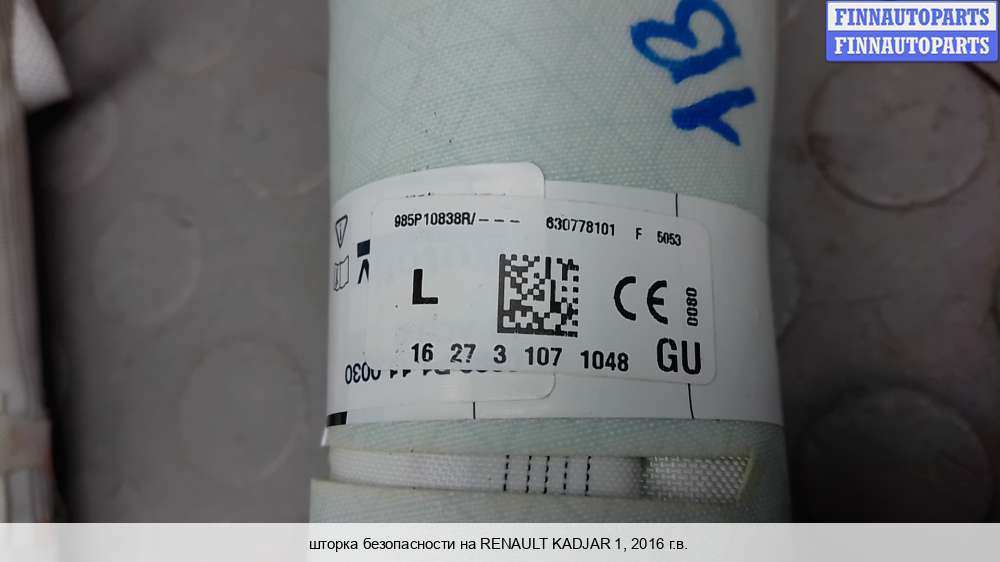 FINNAUTOPARTS
FINNAUTOPARTS
985P10838R/--- 630778101 F 5053
L
CE 0080
16 27 3 107 1048 GU
0030
шторка безопасности на RENAULT KADJAR 1, 2016 г.в.